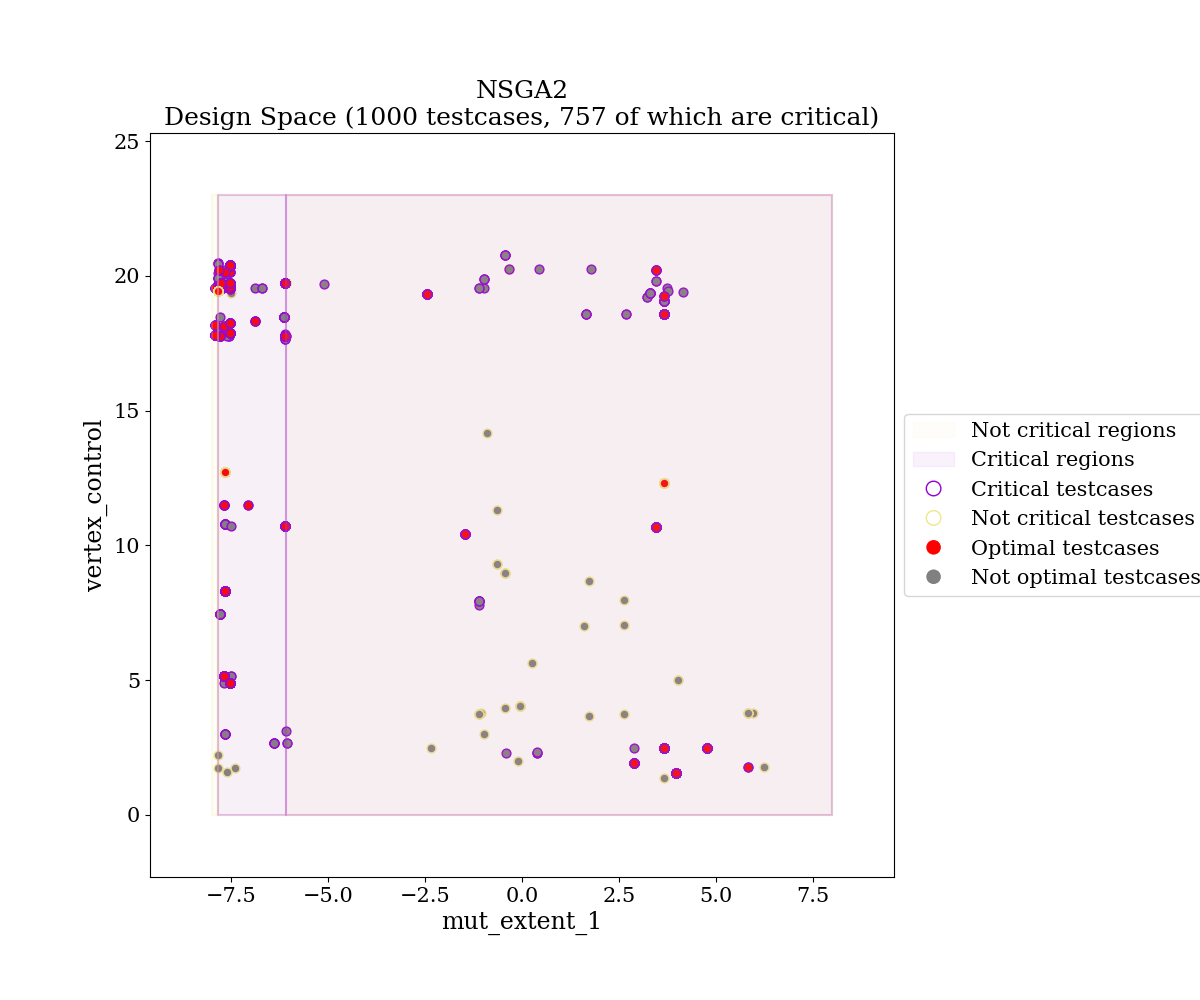 NSGA2
Design Space (1000 testcases, 757 of which are critical)
25
20
15
10
5
0
vertex_control
−7.5
−5.0
−2.5
0.0
2.5
5.0
7.5
mut_extent_1
Not critical regions
Critical regions
Critical testcases
Not critical testcases
Optimal testcases
Not optimal testcases